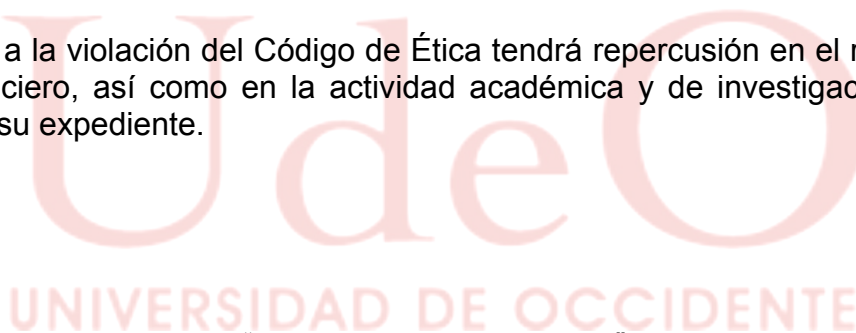 a la violación del Código de Ética tendrá repercusión en el
ciero, así como en la actividad académica y de investigac
su expediente.
UdeO
UNIVERSIDAD DE OCCIDENTE